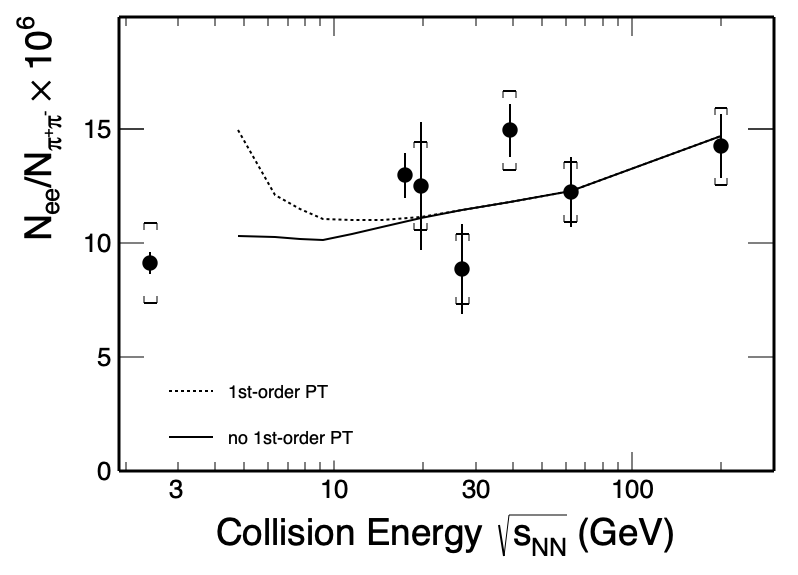 N_ee/N_π⁺π⁻ × 10⁶
15
10
5
0
1st-order PT
no 1st-order PT
3 10 30 100
Collision Energy √s_NN (GeV)